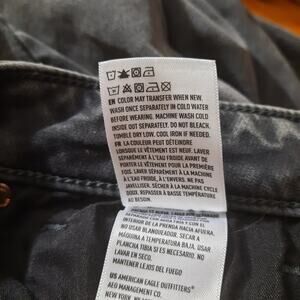 EN COLOR MAY TRANSFER WHEN NEW.
WASH ONCE SEPARATELY IN COLD WATER
BEFORE WEARING. MACHINE WASH COLD
INSIDE OUT SEPARATELY. DO NOT BLEACH.
TUMBLE DRY LOW. COOL IRON IF NEEDED.
FR LA COULEUR PEUT DÉTEINDRE
LORSQUE LE VÊTEMENT EST NEUF. LAVER
SÉPARÉMENT À L'EAU FROIDE AVANT DE
PORTER LE VÊTEMENT POUR LA PREMIÈRE
FOIS. LAVER SÉPARÉMENT À LA MACHINE
À L'EAU FROIDE, À L'ENVERS. NE PAS
JAVELLISER. SÉCHER À LA MACHINE CYCLE
DOUX. REPASSER À BASSE TEMPÉRATURE
AU BESOIN.
INTERIOR DE LA PRENDA HACIA AFUERA.
NO USAR BLANQUEADOR. SECAR A
MÁQUINA A TEMPERATURA BAJA. USAR
PLANCHA TIBIA SI ES NECESARIO. NO
LAVAR EN SECO.
MANTENER LEJOS DEL FUEGO
US AMERICAN EAGLE OUTFITTERS®
AEO MANAGEMENT CO.
NEW YORK,